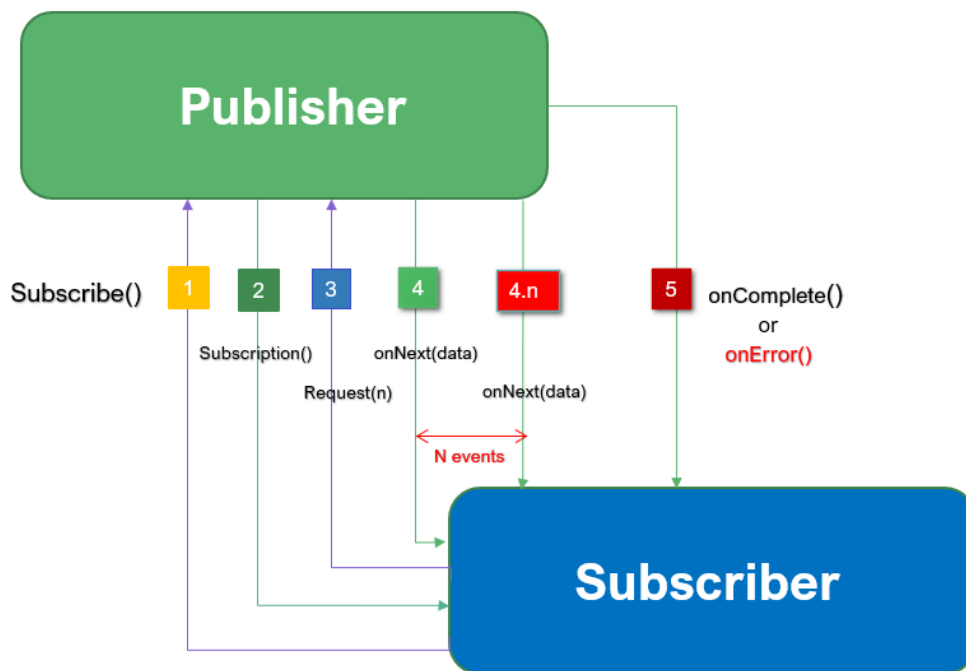 Publisher
Subscribe()
1
2
3
4
4.n
5
onComplete()
or
onError()
Subscription()
onNext(data)
Request(n)
onNext(data)
N events
Subscriber